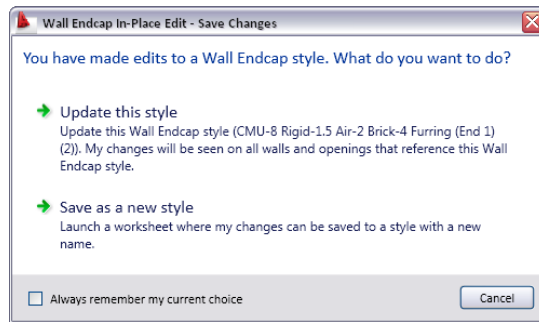 Wall Endcap In-Place Edit - Save Changes
You have made edits to a Wall Endcap style. What do you want to do?
Update this style
Update this Wall Endcap style (CMU-8 Rigid-1.5 Air-2 Brick-4 Furring (End 1)
(2)). My changes will be seen on all walls and openings that reference this Wall
Endcap style.
Save as a new style
Launch a worksheet where my changes can be saved to a style with a new
name.
Always remember my current choice
Cancel